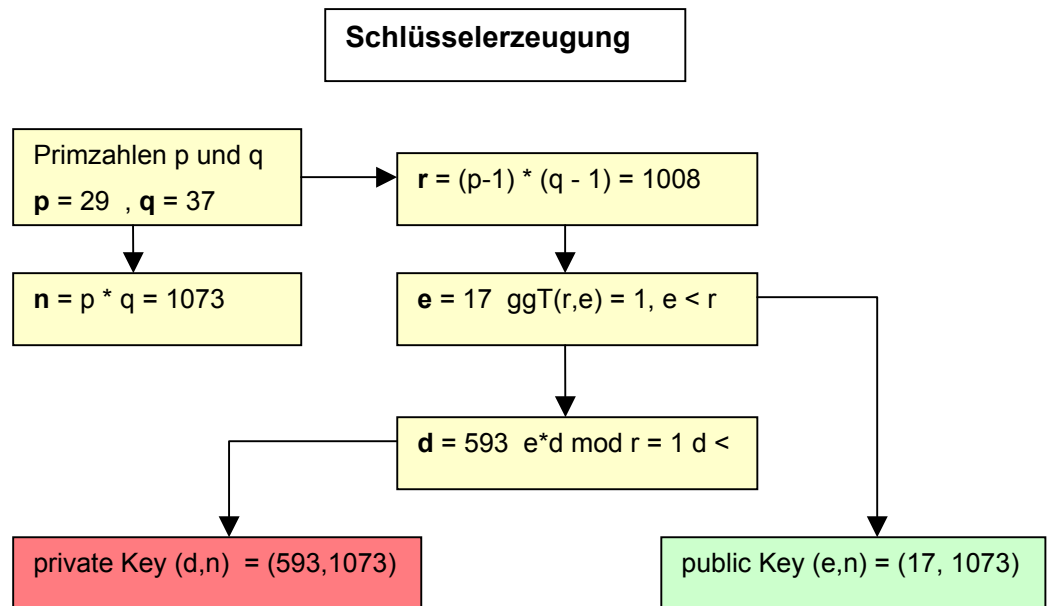 Schlüsselerzeugung
Primzahlen p und q
p = 29 , q = 37
r = (p-1) * (q - 1) = 1008
n = p * q = 1073
e = 17 ggT(r,e) = 1, e < r
d = 593 e*d mod r = 1 d <
private Key (d,n) = (593,1073)
public Key (e,n) = (17, 1073)